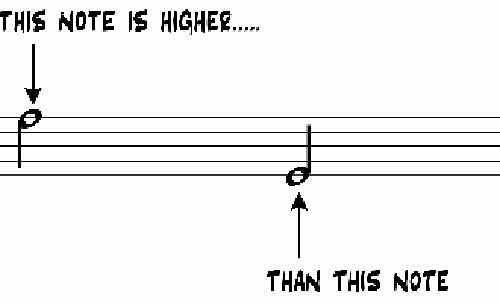 THIS NOTE IS HIGHER.....
THAN THIS NOTE